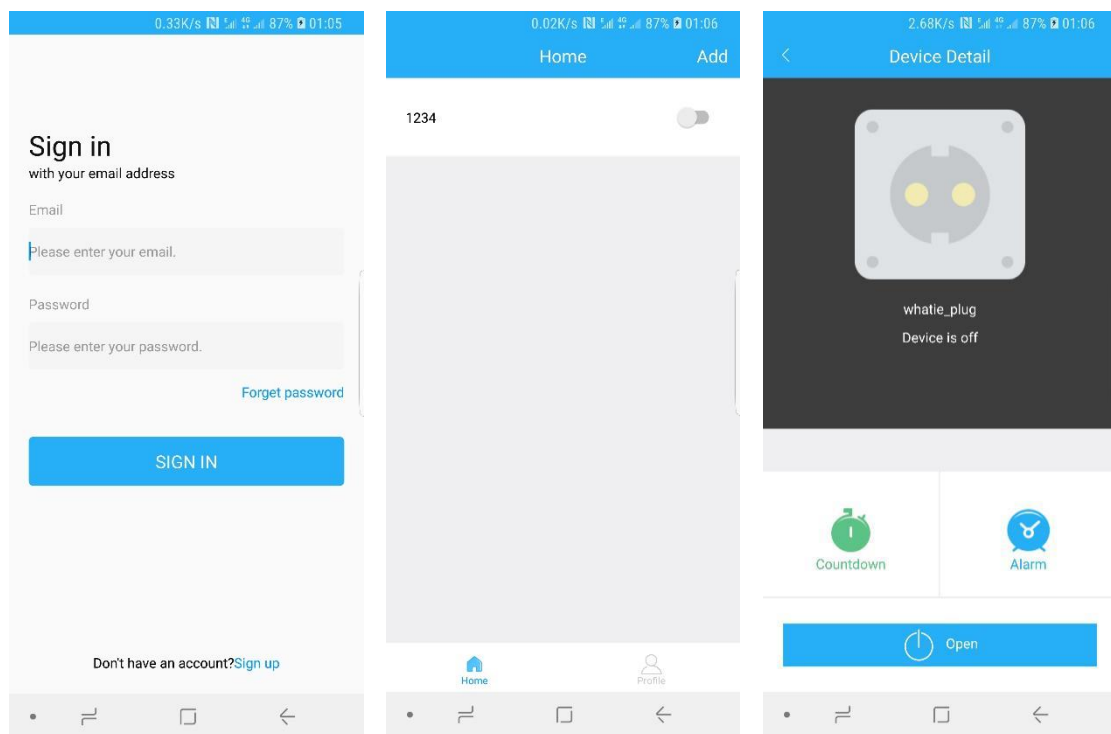 0.33K/s 87% 01:05
Sign in
with your email address
Email
Please enter your email.
Password
Please enter your password.
Forget password
SIGN IN
Don't have an account?Sign up
0.02K/s 87% 01:06
Home Add
1234
Home Profile
2.68K/s 87% 01:06
Device Detail
whatie_plug
Device is off
Countdown Alarm
Open